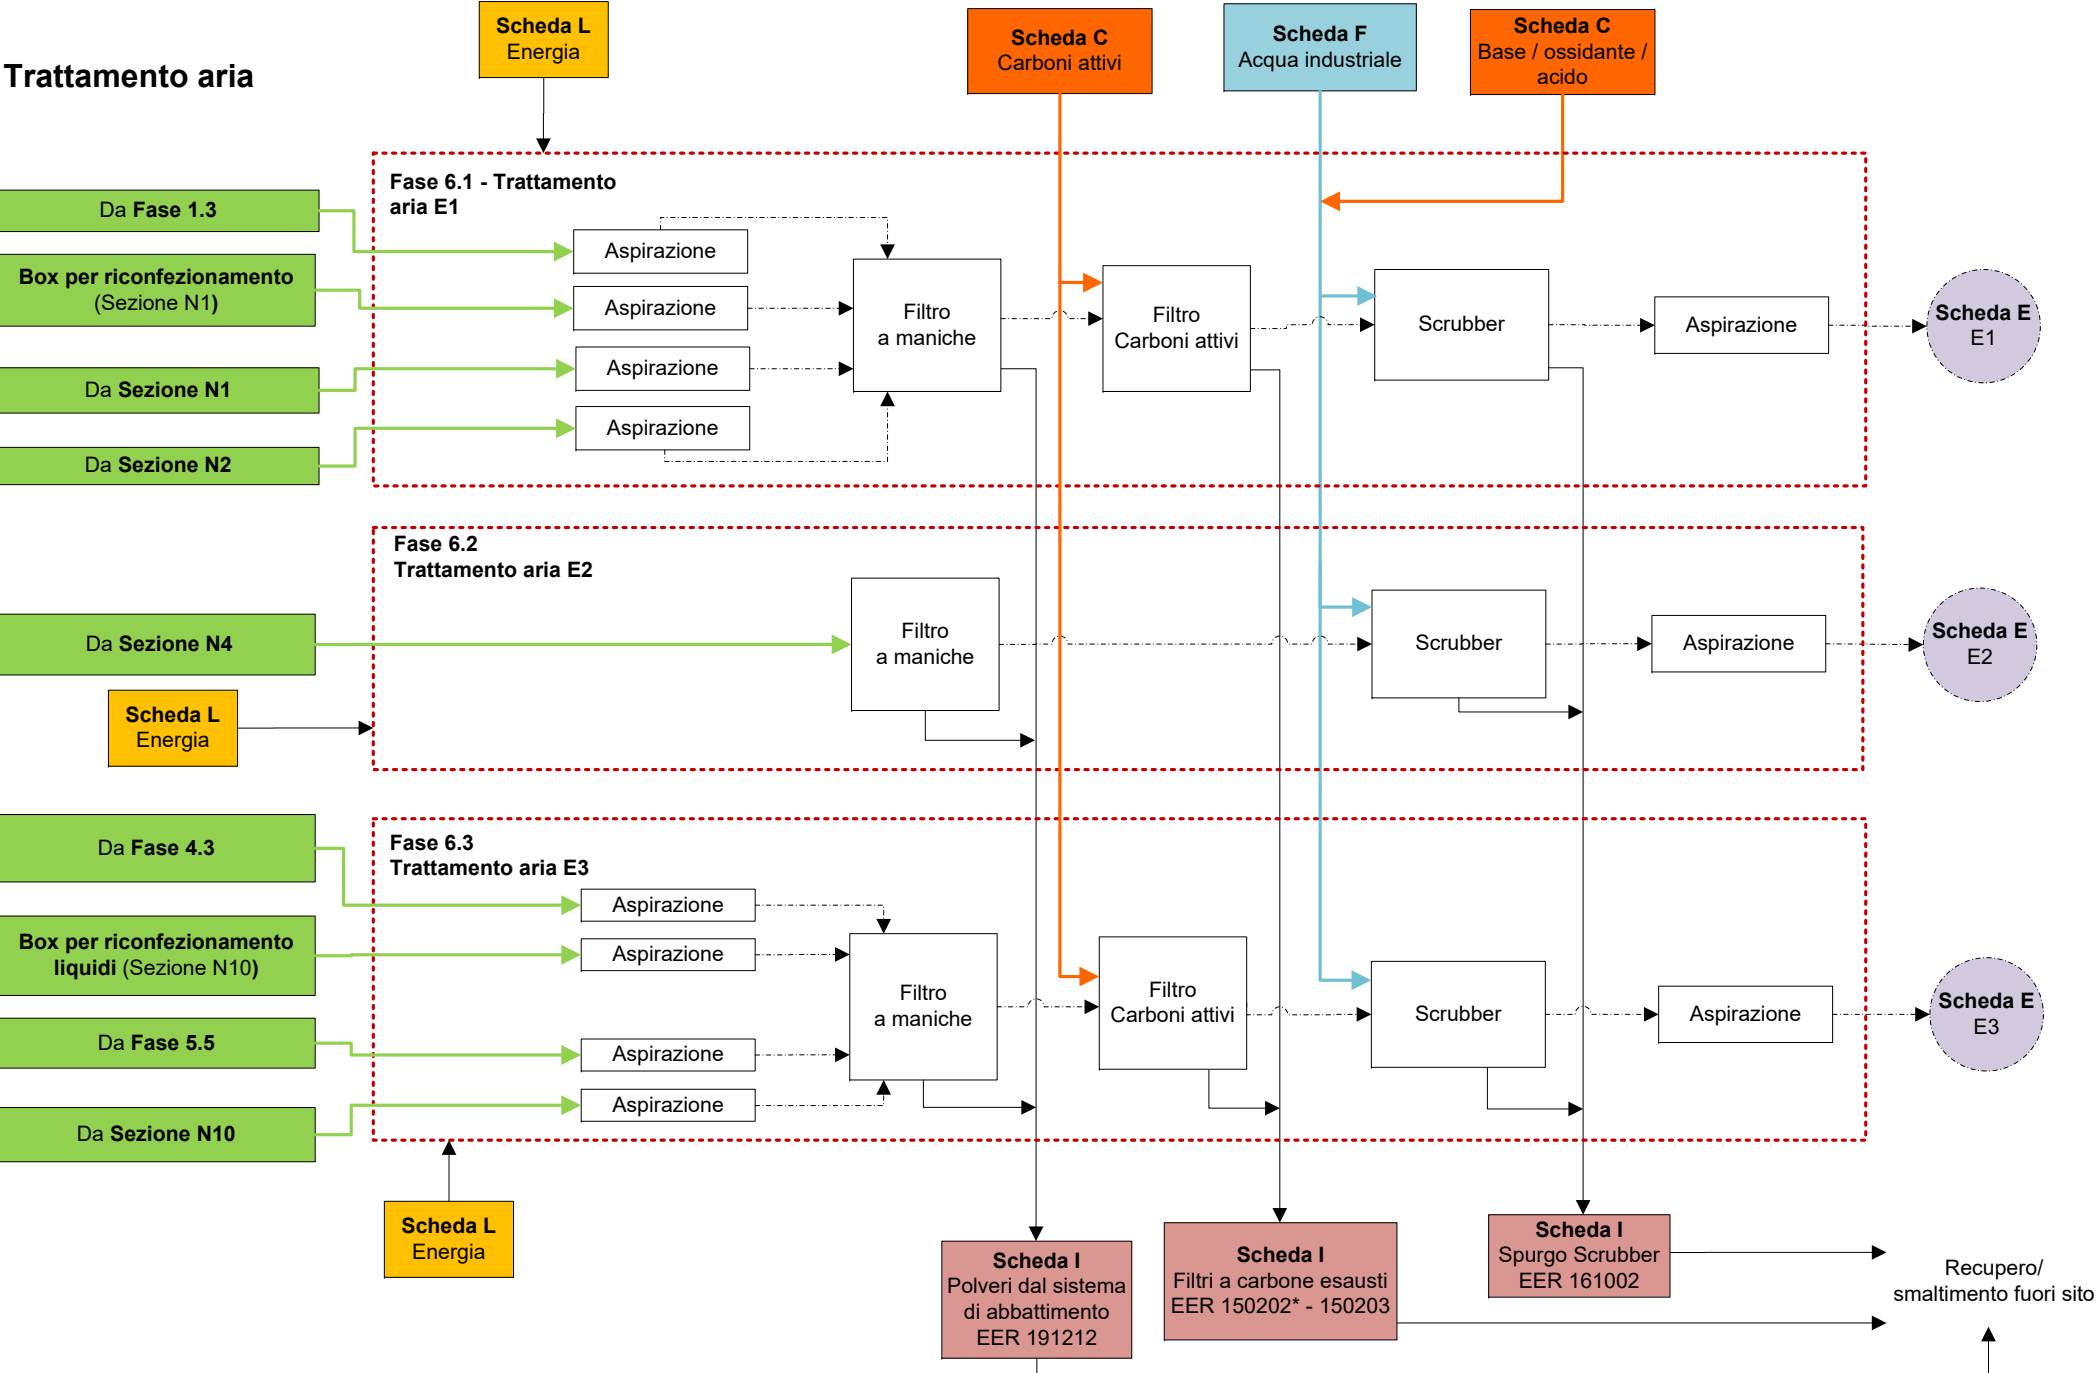 Trattamento aria
Scheda L
Energia
Scheda C
Carboni attivi
Scheda F
Acqua industriale
Scheda C
Base / ossidante /
acido
Fase 6.1 - Trattamento
aria E1
Da Fase 1.3
Box per riconfezionamento
(Sezione N1)
Da Sezione N1
Da Sezione N2
Aspirazione
Aspirazione
Aspirazione
Aspirazione
Filtro
a maniche
Filtro
Carboni attivi
Scrubber
Aspirazione
Scheda E
E1
Fase 6.2
Trattamento aria E2
Da Sezione N4
Filtro
a maniche
Scrubber
Aspirazione
Scheda E
E2
Scheda L
Energia
Fase 6.3
Trattamento aria E3
Da Fase 4.3
Box per riconfezionamento
liquidi (Sezione N10)
Da Fase 5.5
Da Sezione N10
Aspirazione
Aspirazione
Aspirazione
Aspirazione
Filtro
a maniche
Filtro
Carboni attivi
Scrubber
Aspirazione
Scheda E
E3
Scheda L
Energia
Scheda I
Polveri dal sistema
di abbattimento
EER 191212
Scheda I
Filtri a carbone esausti
EER 150202* - 150203
Scheda I
Spurgo Scrubber
EER 161002
Recupero/
smaltimento fuori sito